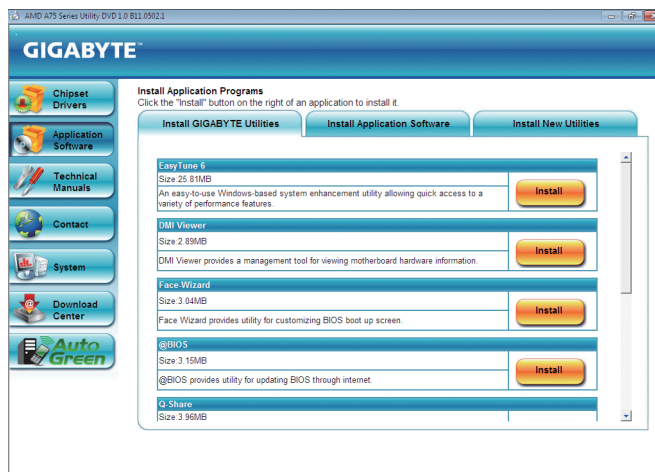 AMD A75 Series Utility DVD 1.0 B11.0502.1
GIGABYTE™
Chipset
Drivers
Application
Software
Technical
Manuals
Contact
System
Download
Center
Auto
Green
Install Application Programs
Click the "Install" button on the right of an application to install it.
Install GIGABYTE Utilities
Install Application Software
Install New Utilities
EasyTune 6
Size:25.81MB
An easy-to-use Windows-based system enhancement utility allowing quick access to a
variety of performance features.
Install
DMI Viewer
Size:2.89MB
DMI Viewer provides a management tool for viewing motherboard hardware information.
Install
Face-Wizard
Size:3.04MB
Face Wizard provides utility for customizing BIOS boot up screen.
Install
@BIOS
Size:3.15MB
@BIOS provides utility for updating BIOS through internet.
Install
Q-Share
Size:3.96MB